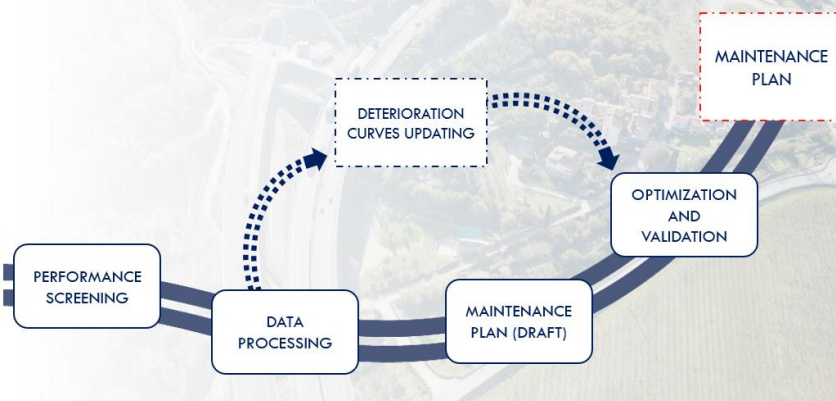 MAINTENANCE
PLAN
DETERIORATION
CURVES UPDATING
OPTIMIZATION
AND
VALIDATION
PERFORMANCE
SCREENING
MAINTENANCE
PLAN (DRAFT)
DATA
PROCESSING